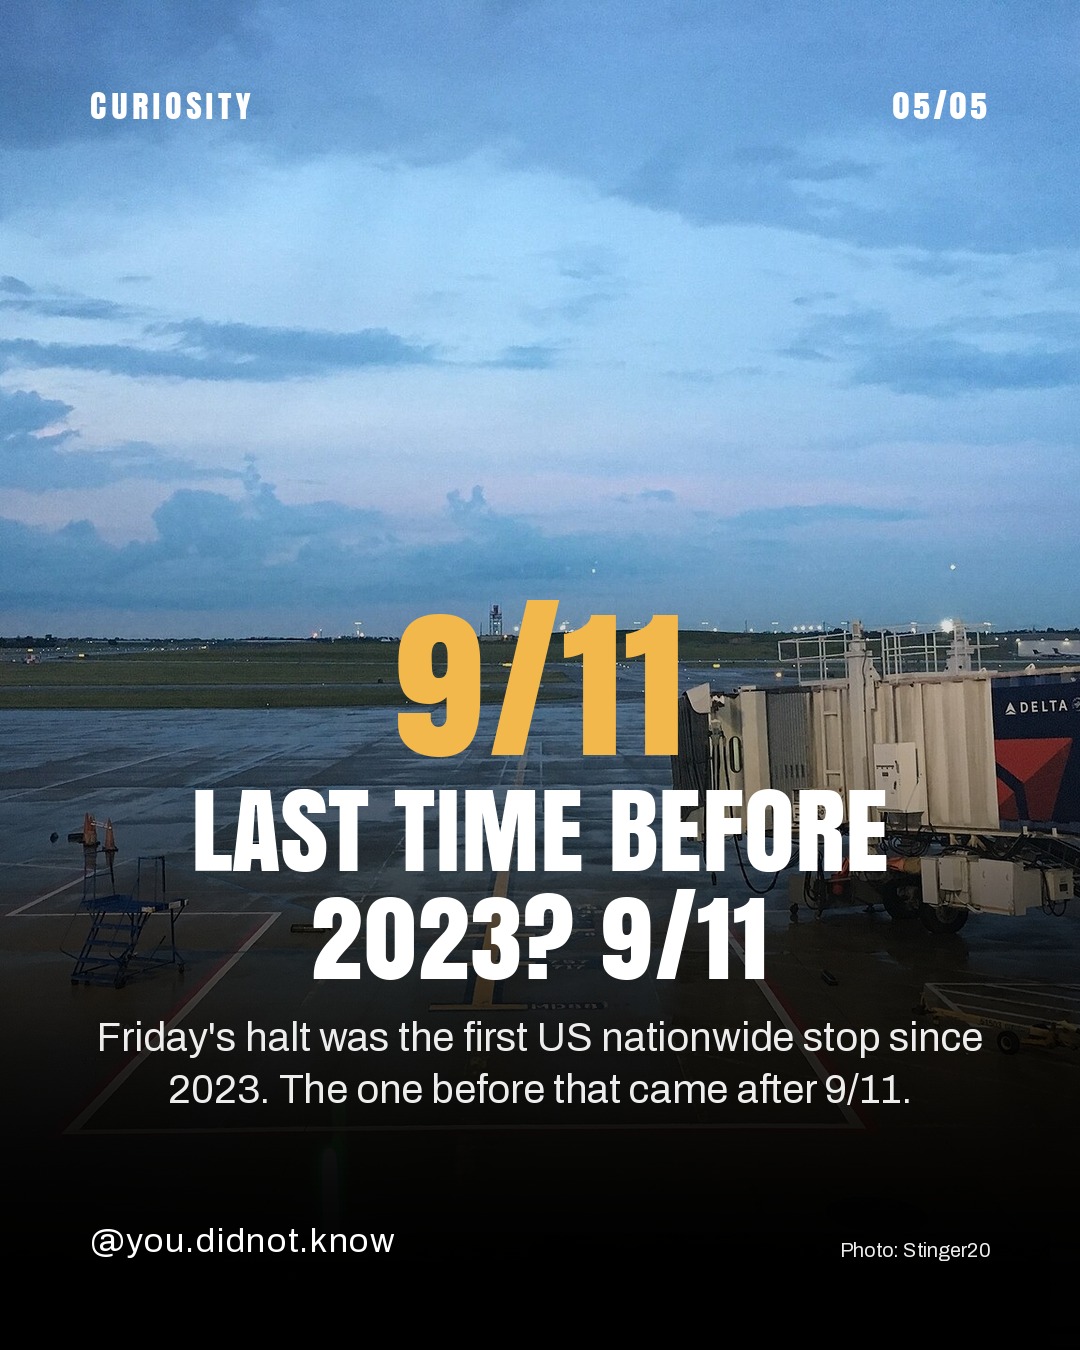 CURIOSITY
05/05
9/11
DELTA
LAST TIME BEFORE
2023? 9/11
Friday's halt was the first US nationwide stop since
2023. The one before that came after 9/11.
@you.didnot.know
Photo: Stinger20